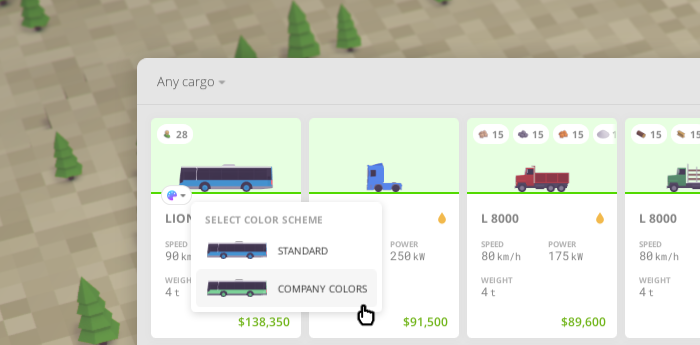 Any cargo
28
15 15 15
15 15
LION
SELECT COLOR SCHEME
STANDARD
COMPANY COLORS
SPEED
90 km
WEIGH
4 t
$138,350
POWER
250 kW
$91,500
L 8000
SPEED
80 km/h
POWER
175 kW
WEIGHT
4 t
$89,600
L 8000
SPEED
80 km/h
WEIGHT
4 t